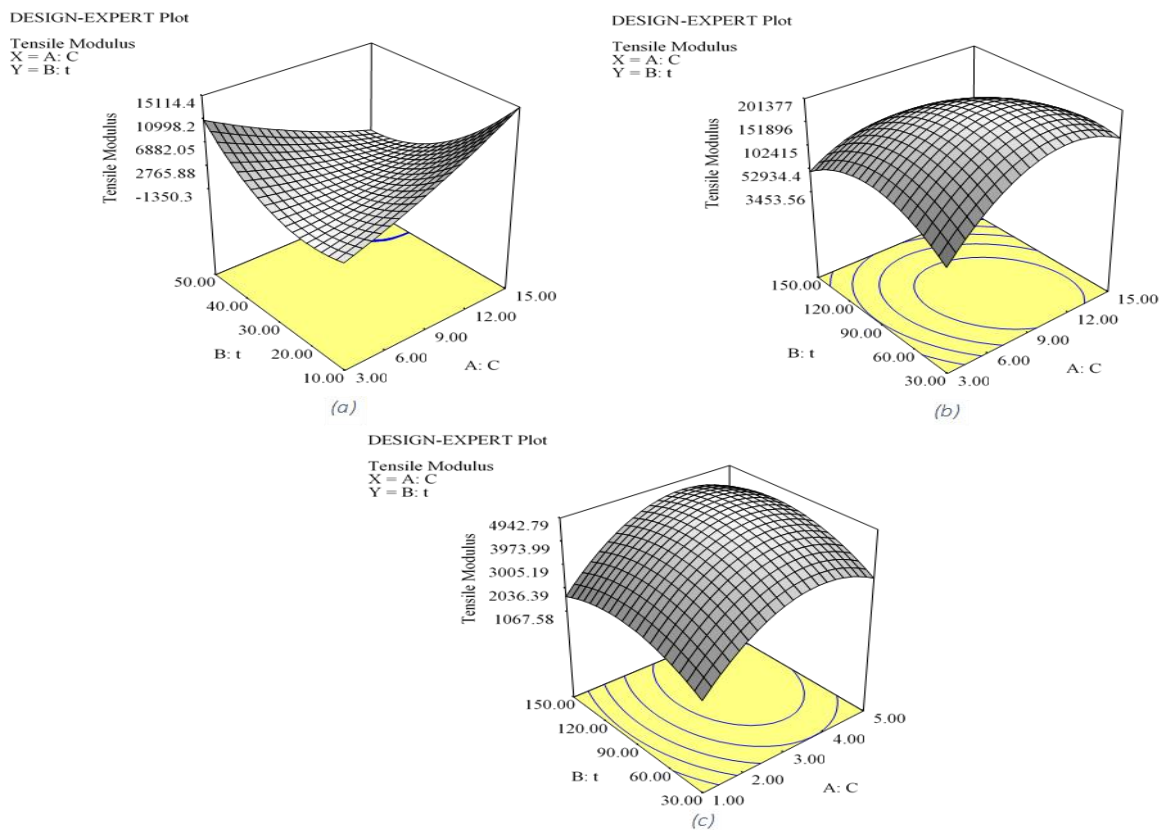 DESIGN-EXPERT Plot
Tensile Modulus
X = A: C
Y = B: t
15114.4
10998.2
6882.05
2765.88
-1350.3
Tensile Modulus
50.00
40.00
30.00
20.00
10.00
B: t
3.00
6.00
9.00
12.00
15.00
A: C
(a)
DESIGN-EXPERT Plot
Tensile Modulus
X = A: C
Y = B: t
201377
151896
102415
52934.4
3453.56
Tensile Modulus
150.00
120.00
90.00
60.00
30.00
B: t
3.00
6.00
9.00
12.00
15.00
A: C
(b)
DESIGN-EXPERT Plot
Tensile Modulus
X = A: C
Y = B: t
4942.79
3973.99
3005.19
2036.39
1067.58
Tensile Modulus
150.00
120.00
90.00
60.00
30.00
B: t
1.00
2.00
3.00
4.00
5.00
A: C
(c)